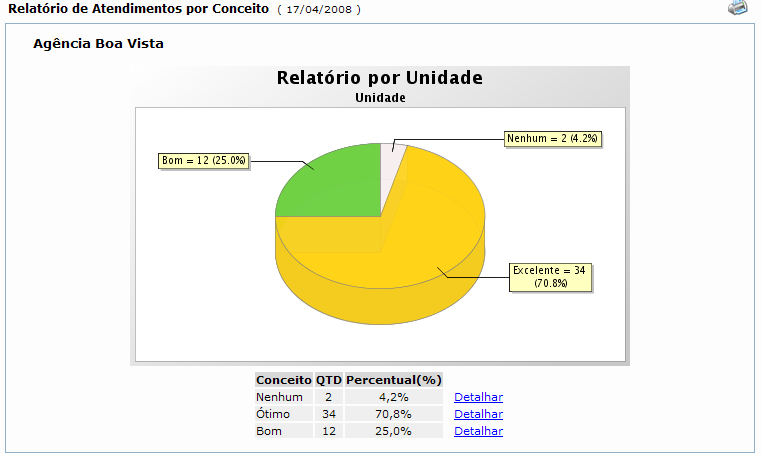 Relatório de Atendimentos por Conceito ( 17/04/2008 )
Agência Boa Vista
Relatório por Unidade
Unidade
Nenhum = 2 (4.2%)
Bom = 12 (25.0%)
Excelente = 34
(70.8%)
Conceito QTD Percentual(%)
Nenhum 2 4,2% Detalhar
Ótimo 34 70,8% Detalhar
Bom 12 25,0% Detalhar